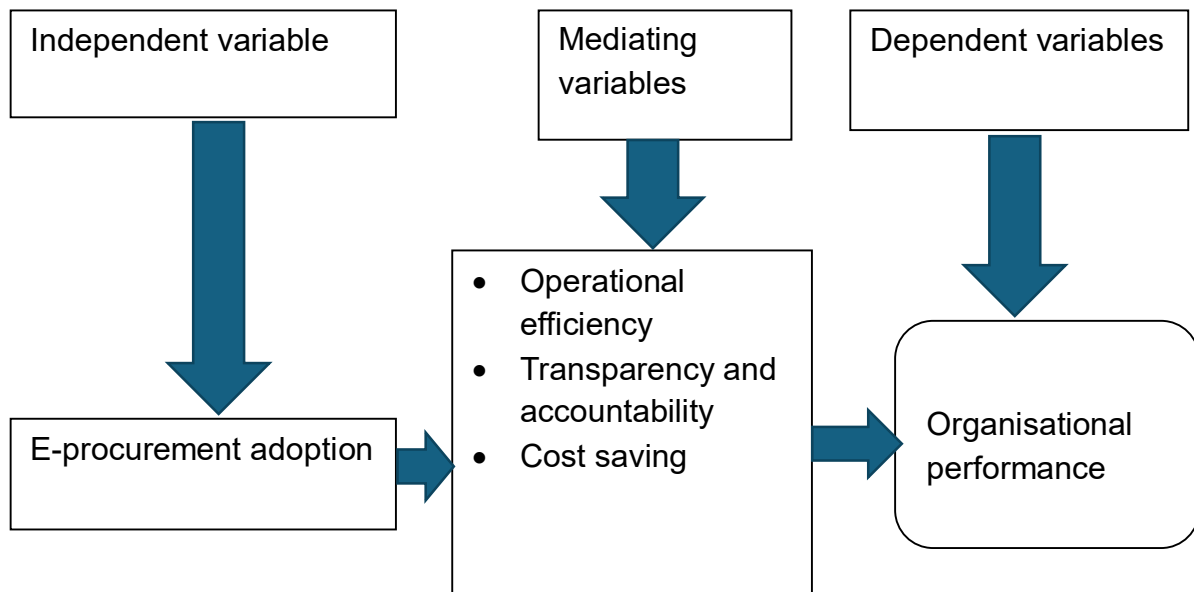 Independent variable
Mediating
variables
Dependent variables
E-procurement adoption
• Operational
efficiency
• Transparency and
accountability
• Cost saving
Organisational
performance